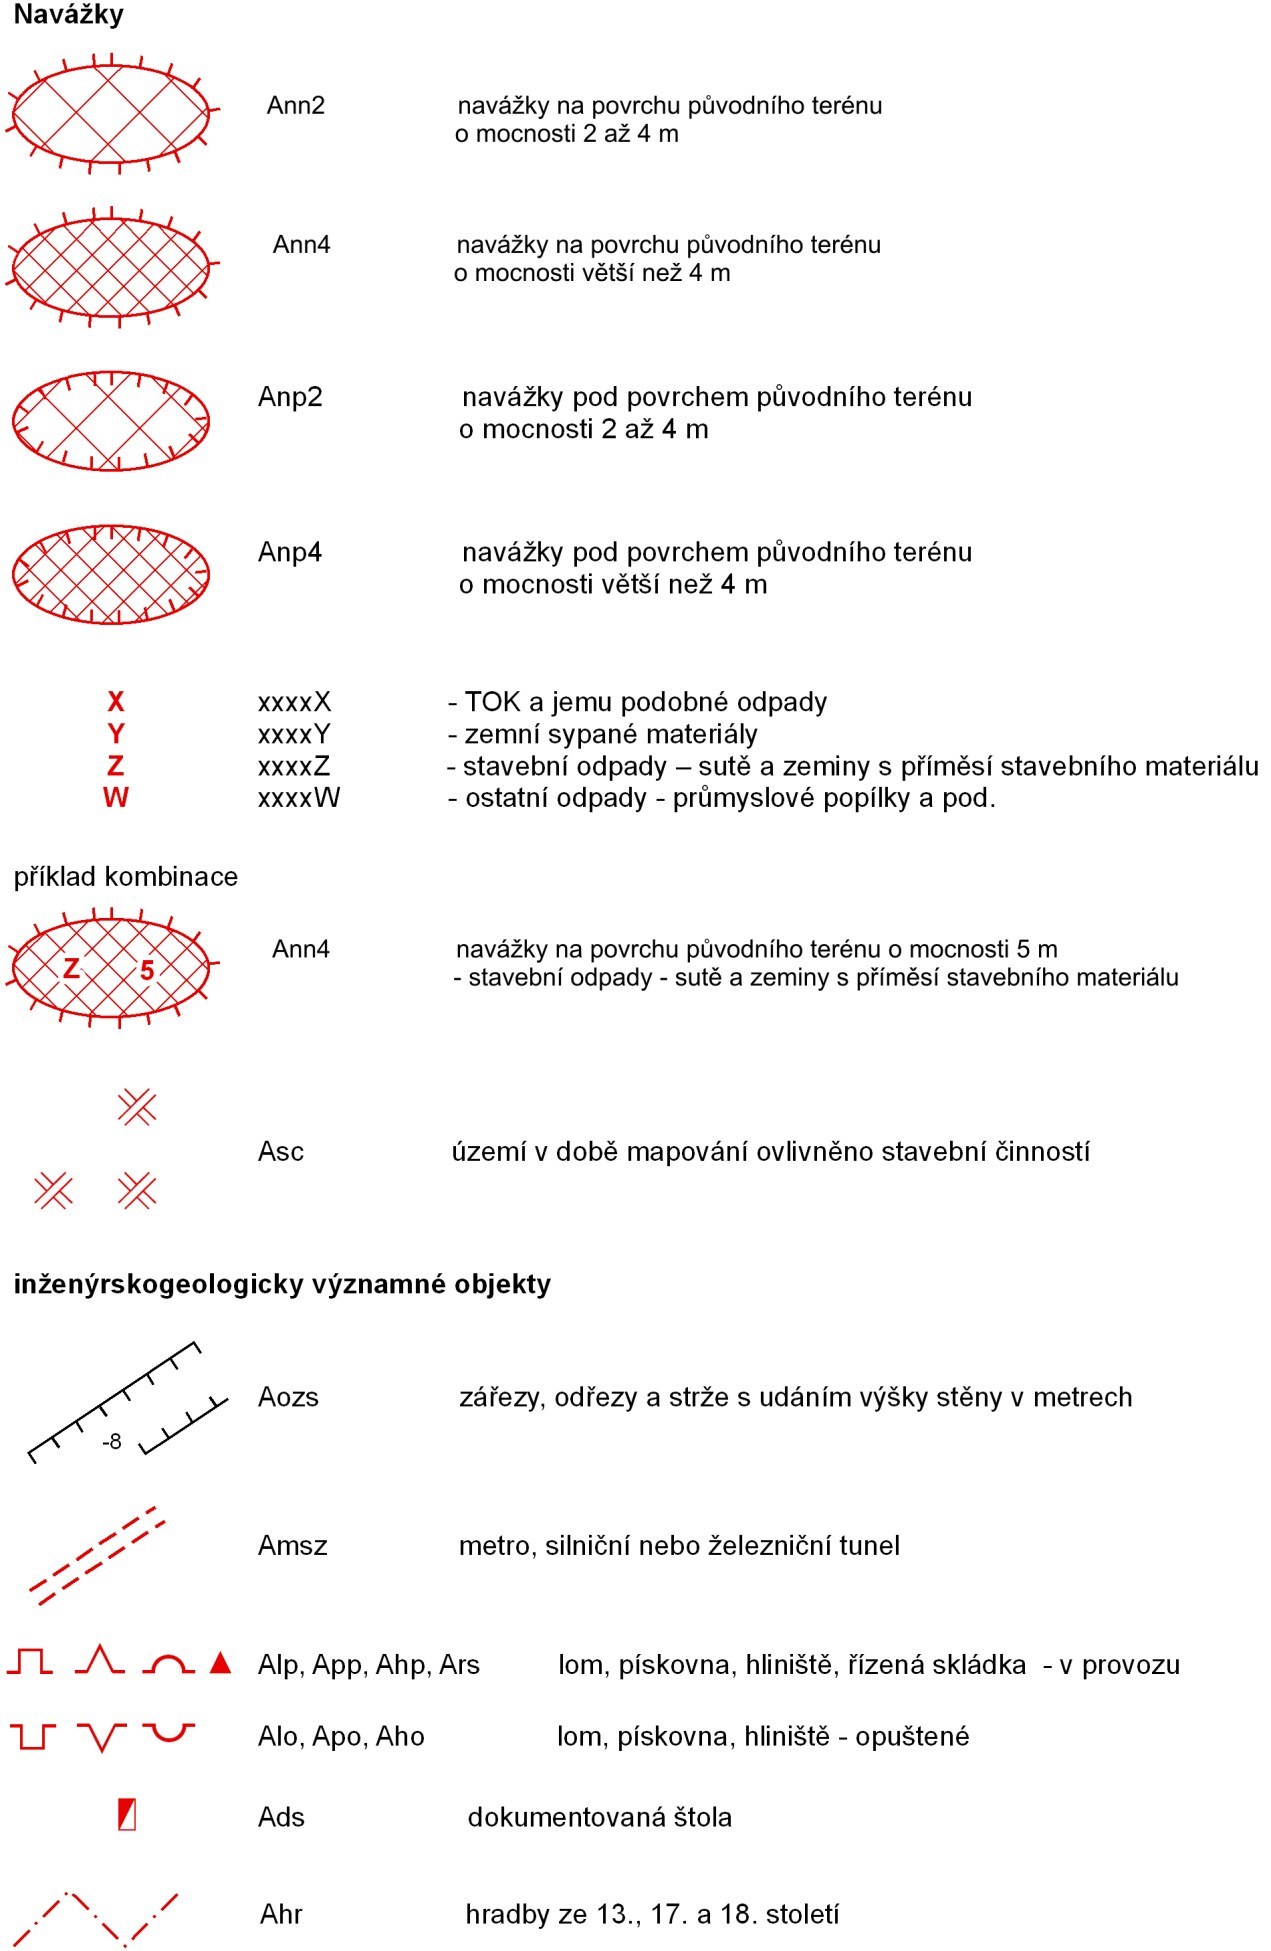 Navážky
Ann2 navážky na povrchu původního terénu
o mocnosti 2 až 4 m
Ann4 navážky na povrchu původního terénu
o mocnosti větší než 4 m
Anp2 navážky pod povrchem původního terénu
o mocnosti 2 až 4 m
Anp4 navážky pod povrchem původního terénu
o mocnosti větší než 4 m
X xxxxX - TOK a jemu podobné odpady
Y xxxxY - zemní sypané materiály
Z xxxxZ - stavební odpady – sutě a zeminy s příměsí stavebního materiálu
W xxxxW - ostatní odpady - průmyslové popílky a pod.
příklad kombinace
Z 5 Ann4 navážky na povrchu původního terénu o mocnosti 5 m
- stavební odpady - sutě a zeminy s příměsí stavebního materiálu
Asc území v době mapování ovlivněno stavební činností
inženýrskogeologicky významné objekty
-8 Aozs zářezy, odřezy a strže s udáním výšky stěny v metrech
Amsz metro, silniční nebo železniční tunel
Alp, App, Ahp, Ars lom, pískovna, hliniště, řízená skládka - v provozu
Alo, Apo, Aho lom, pískovna, hliniště - opuštené
Ads dokumentovaná štola
Ahr hradby ze 13., 17. a 18. století